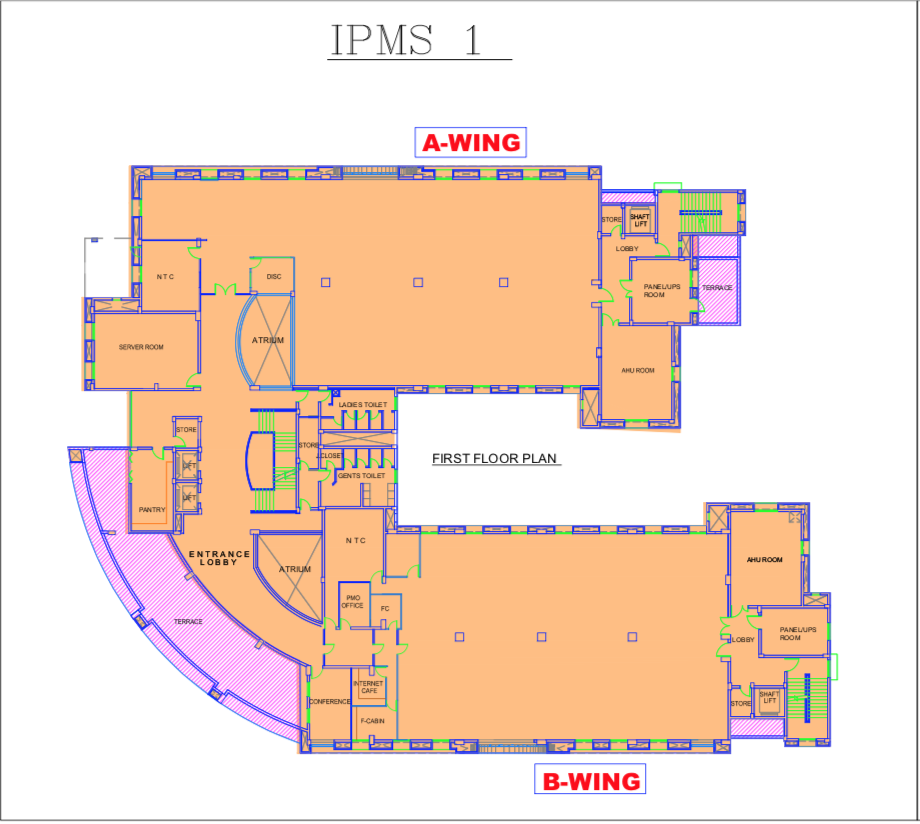 IPMS 1
A-WING
STORE
SHAFT
LIFT
LOBBY
N T C
DISC
PANEL/UPS
ROOM
TERRACE
SERVER ROOM
ATRIUM
AHU ROOM
LADIES TOILET
STORE
STORE
J.CLOSET
FIRST FLOOR PLAN
LIFT
GENTS TOILET
LIFT
PANTRY
ENTRANCE
LOBBY
N T C
ATRIUM
AHU ROOM
PMO
OFFICE
FC
TERRACE
PANEL/UPS
ROOM
LOBBY
INTERNET
CAFE
CONFERENCE
STORE
SHAFT
LIFT
F-CABIN
B-WING